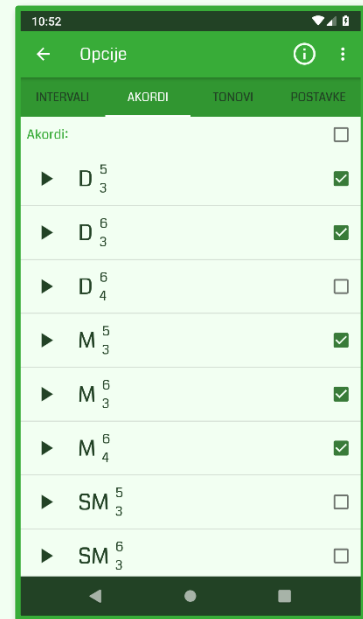 10:52
Opcije
INTERVALI AKORDI TONOVI POSTAVKE
Akordi:
D 5 3
D 6 3
D 6 4
M 5 3
M 6 3
M 6 4
SM 5 3
SM 6 3